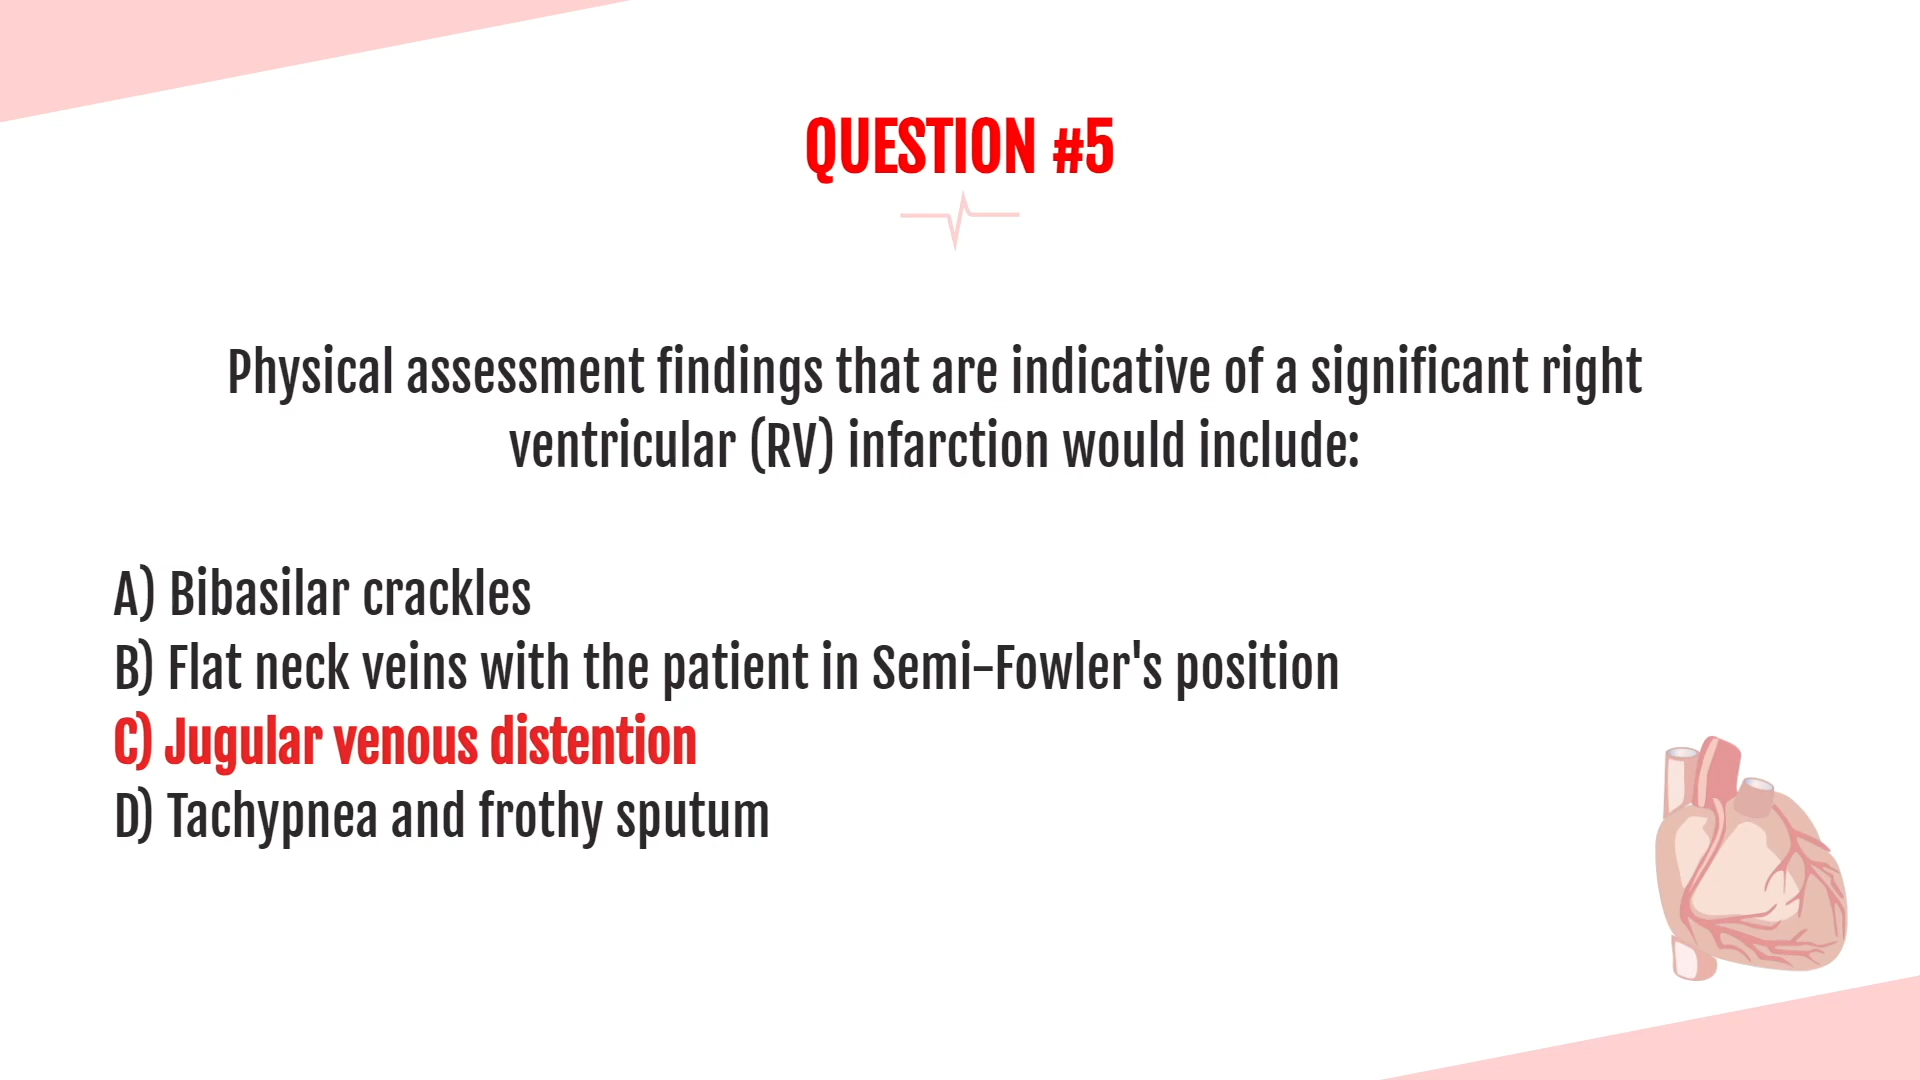 QUESTION #5
Physical assessment findings that are indicative of a significant right
ventricular (RV) infarction would include:
A) Bibasilar crackles
B) Flat neck veins with the patient in Semi-Fowler's position
C) Jugular venous distention
D) Tachypnea and frothy sputum